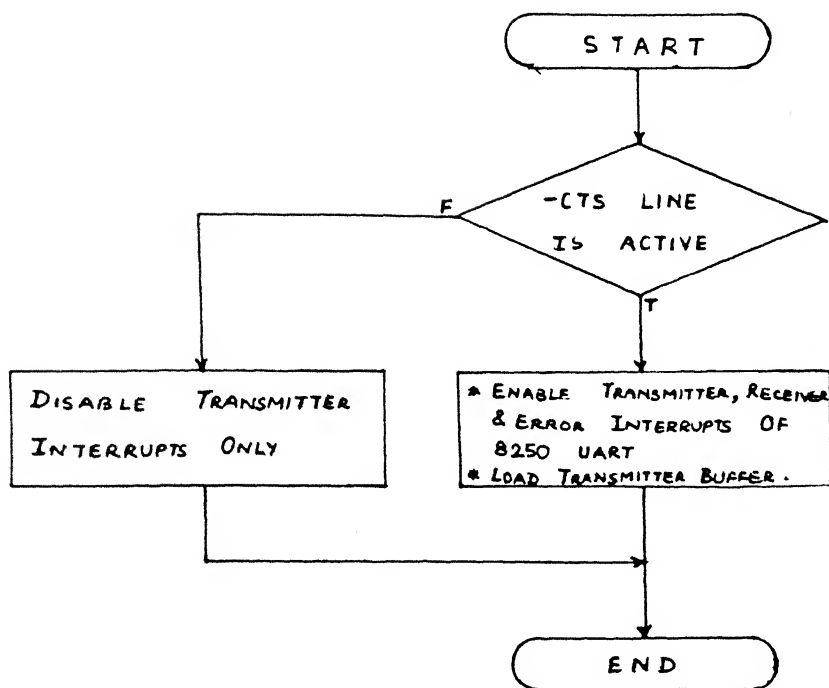 START
-CTS LINE
IS ACTIVE
F
T
DISABLE TRANSMITTER
INTERRUPTS ONLY
* ENABLE TRANSMITTER, RECEIVER
& ERROR INTERRUPTS OF
8250 UART
* LOAD TRANSMITTER BUFFER.
END